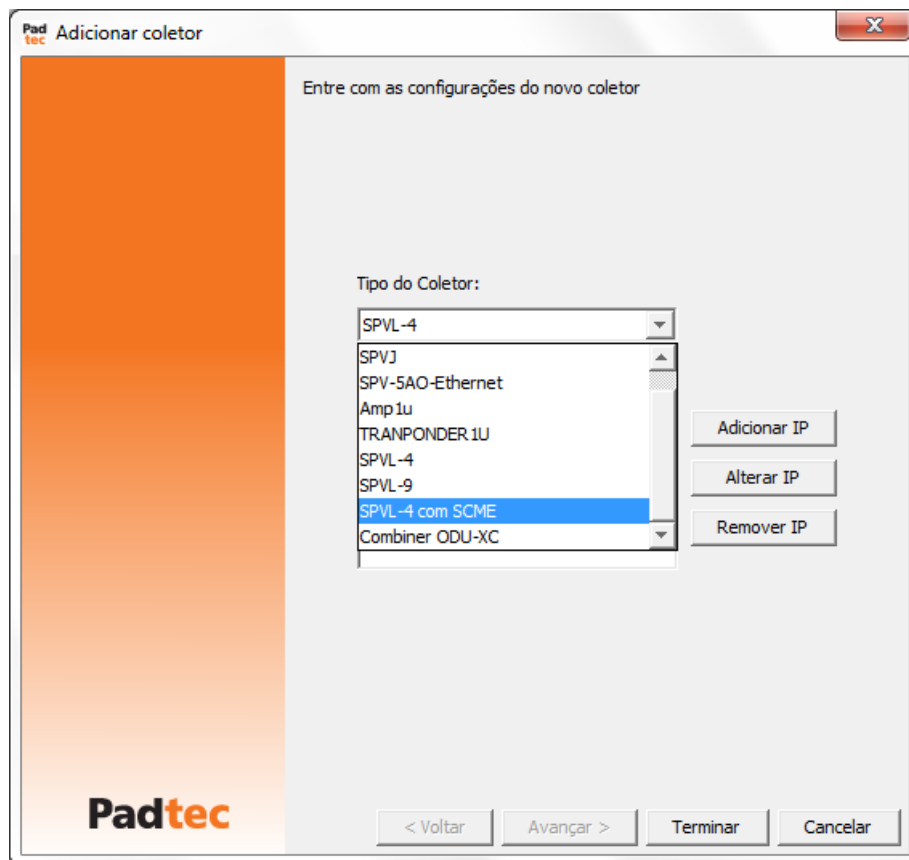 Pad
tec
Adicionar coletor
Entre com as configurações do novo coletor
Tipo do Coletor:
SPVL-4
SPVJ
SPV-5AO-Ethernet
Amp1u
TRANPONDER1U
SPVL-4
SPVL-9
SPVL-4 com SCME
Combiner ODU-XC
Adicionar IP
Alterar IP
Remover IP
Padtec
< Voltar
Avançar >
Terminar
Cancelar